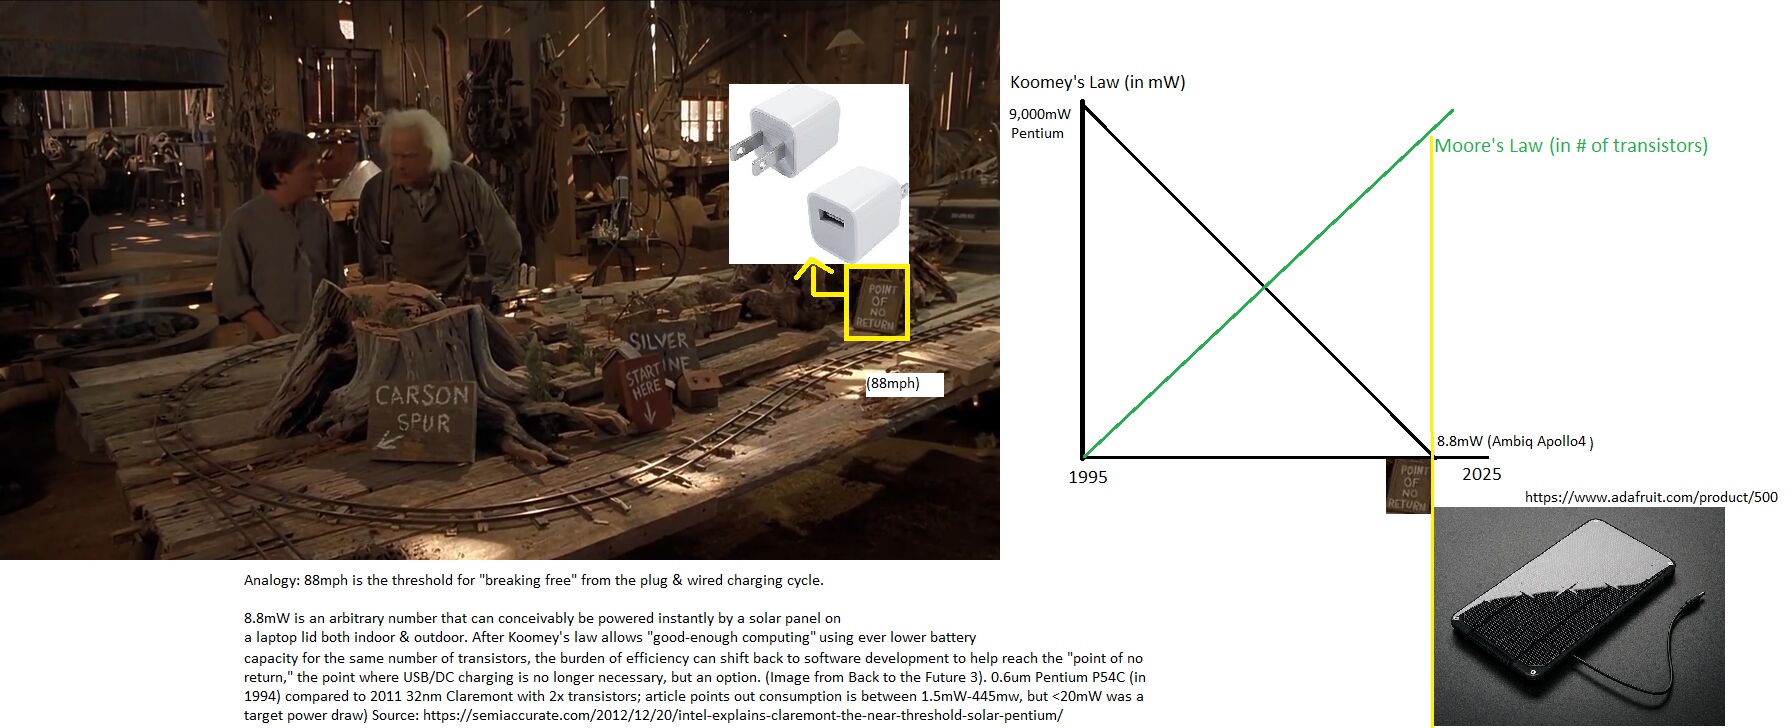 POINT
OF
NO
RETURN
SILVER
MINE
START
HERE
(88mph)
CARSON
SPUR
Koomey's Law (in mW)
9,000mW
Pentium
Moore's Law (in # of transistors)
8.8mW (Ambiq Apollo4 )
1995
2025
POINT
OF
NO
RETURN
https://www.adafruit.com/product/500
Analogy: 88mph is the threshold for "breaking free" from the plug & wired charging cycle.
8.8mW is an arbitrary number that can conceivably be powered instantly by a solar panel on
a laptop lid both indoor & outdoor. After Koomey's law allows "good-enough computing" using ever lower battery
capacity for the same number of transistors, the burden of efficiency can shift back to software development to help reach the "point of no
return," the point where USB/DC charging is no longer necessary, but an option. (Image from Back to the Future 3). 0.6um Pentium P54C (in
1994) compared to 2011 32nm Claremont with 2x transistors; article points out consumption is between 1.5mW-445mw, but <20mW was a
target power draw) Source: https://semiaccurate.com/2012/12/20/intel-explains-claremont-the-near-threshold-solar-pentium/